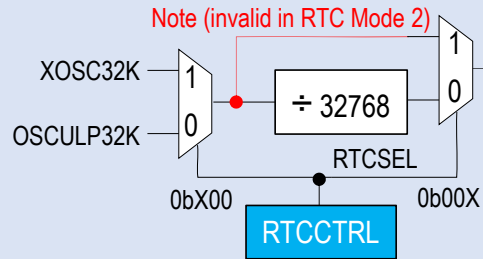 Note (invalid in RTC Mode 2)
XOSC32K
1
0
OSCULP32K
÷ 32768
1
0
RTCSEL
0bX00
0b00X
RTCCTRL